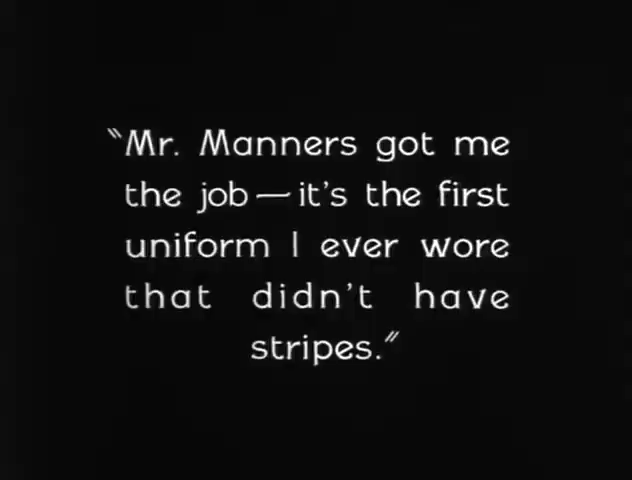 "Mr. Manners got me
the job — it's the first
uniform I ever wore
that didn't have
stripes."